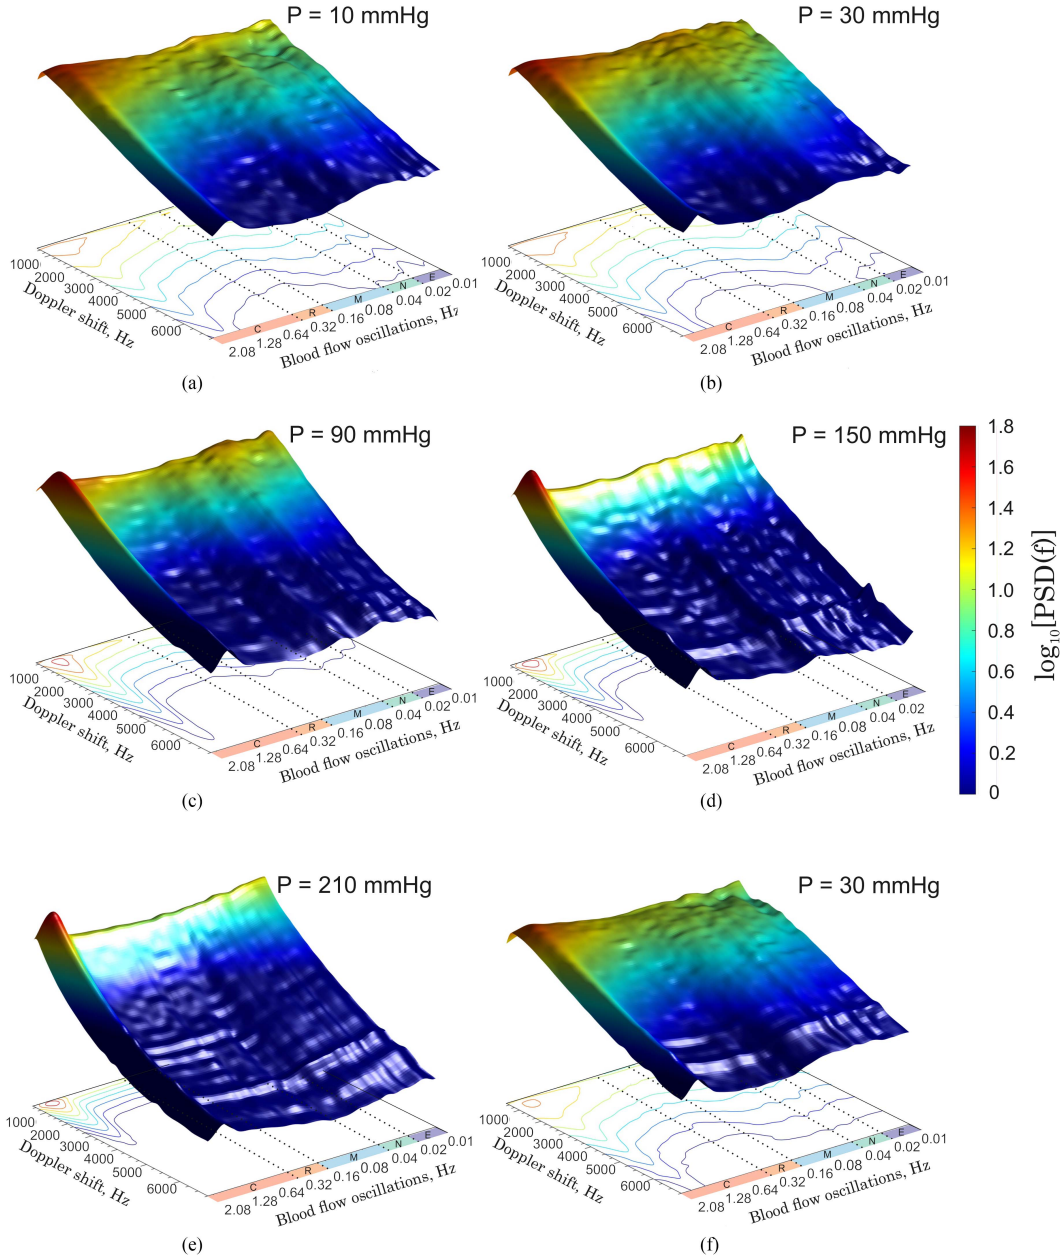 P = 10 mmHg
P = 30 mmHg
1000
2000
3000
4000
5000
6000
Doppler shift, Hz
C
R
M
N
E
2.08
1.28
0.64
0.32
0.16
0.08
0.04
0.02
0.01
Blood flow oscillations, Hz
(a)
1000
2000
3000
4000
5000
6000
Doppler shift, Hz
C
R
M
N
E
2.08
1.28
0.64
0.32
0.16
0.08
0.04
0.02
0.01
Blood flow oscillations, Hz
(b)
P = 90 mmHg
P = 150 mmHg
1000
2000
3000
4000
5000
6000
Doppler shift, Hz
C
R
M
N
E
2.08
1.28
0.64
0.32
0.16
0.08
0.04
0.02
0.01
Blood flow oscillations, Hz
(c)
1000
2000
3000
4000
5000
6000
Doppler shift, Hz
C
R
M
N
E
2.08
1.28
0.64
0.32
0.16
0.08
0.04
0.02
0.01
Blood flow oscillations, Hz
(d)
1.8
1.6
1.4
1.2
1.0
0.8
0.6
0.4
0.2
0
log₁₀[PSD(f)]
P = 210 mmHg
P = 30 mmHg
1000
2000
3000
4000
5000
6000
Doppler shift, Hz
C
R
M
N
E
2.08
1.28
0.64
0.32
0.16
0.08
0.04
0.02
0.01
Blood flow oscillations, Hz
(e)
1000
2000
3000
4000
5000
6000
Doppler shift, Hz
C
R
M
N
E
2.08
1.28
0.64
0.32
0.16
0.08
0.04
0.02
0.01
Blood flow oscillations, Hz
(f)